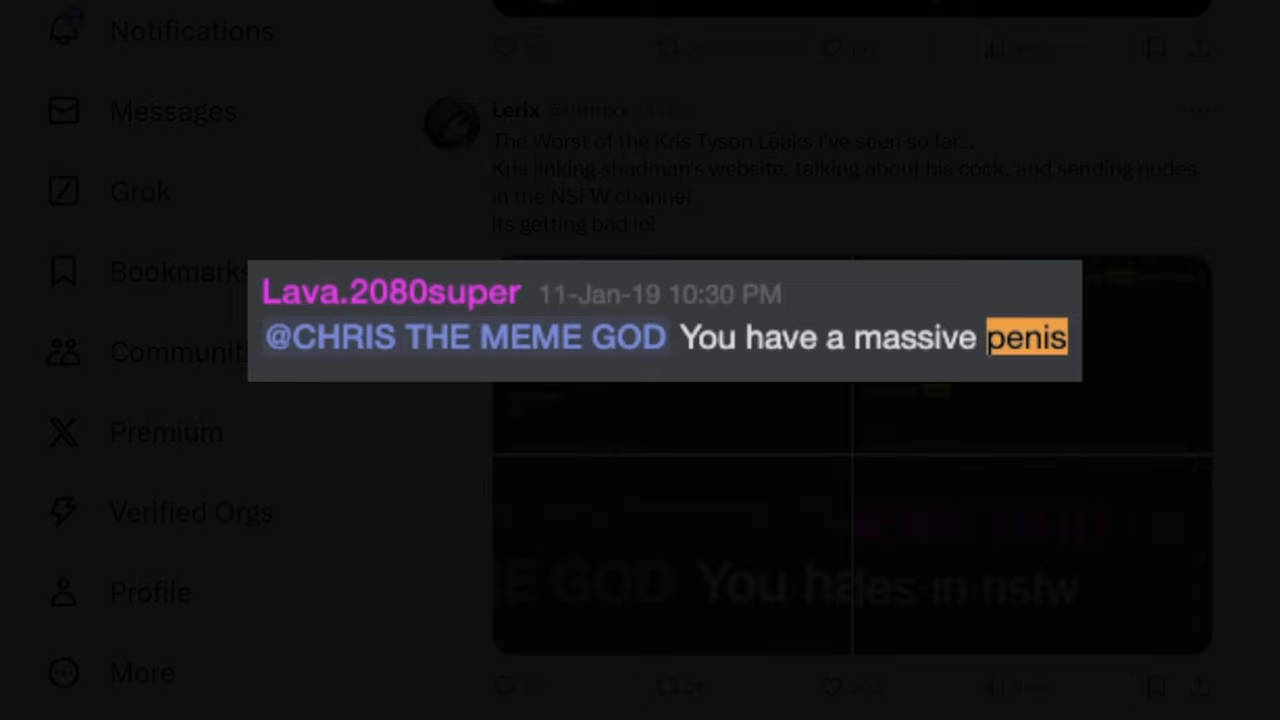 Notifications
Messages
Grok
Bookmarks
Communit
Premium
Verified Orgs
Profile
More
Lerix
The Worst of the Kris Tyson Leaks I've seen so far...
Kris linking shadman's website, talking about his cock, and sending nudes
in the NSFW channel
Its getting bad lol
Lava.2080super 11-Jan-19 10:30 PM
@CHRIS THE MEME GOD You have a massive penis
E GOD You ha
des in nsfw